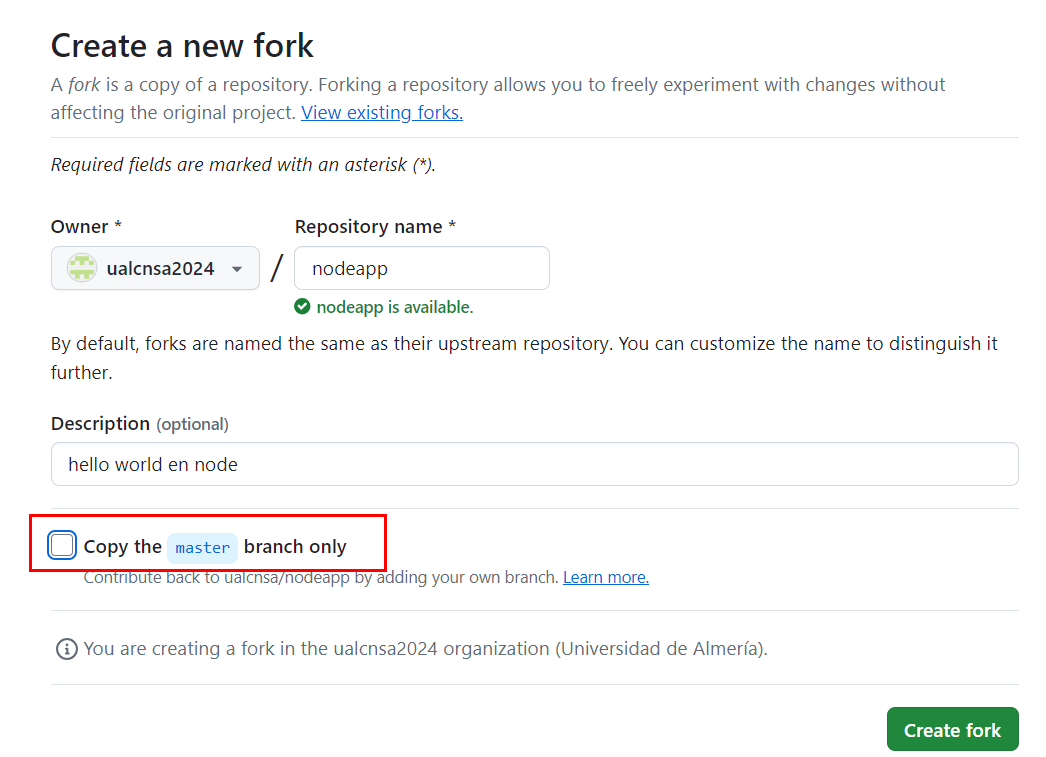 Create a new fork
A fork is a copy of a repository. Forking a repository allows you to freely experiment with changes without
affecting the original project. View existing forks.
Required fields are marked with an asterisk (*).
Owner * Repository name *
ualcnsa2024 / nodeapp
nodeapp is available.
By default, forks are named the same as their upstream repository. You can customize the name to distinguish it
further.
Description (optional)
hello world en node
Copy the master branch only
Contribute back to ualcnsa/nodeapp by adding your own branch. Learn more.
You are creating a fork in the ualcnsa2024 organization (Universidad de Almería).
Create fork